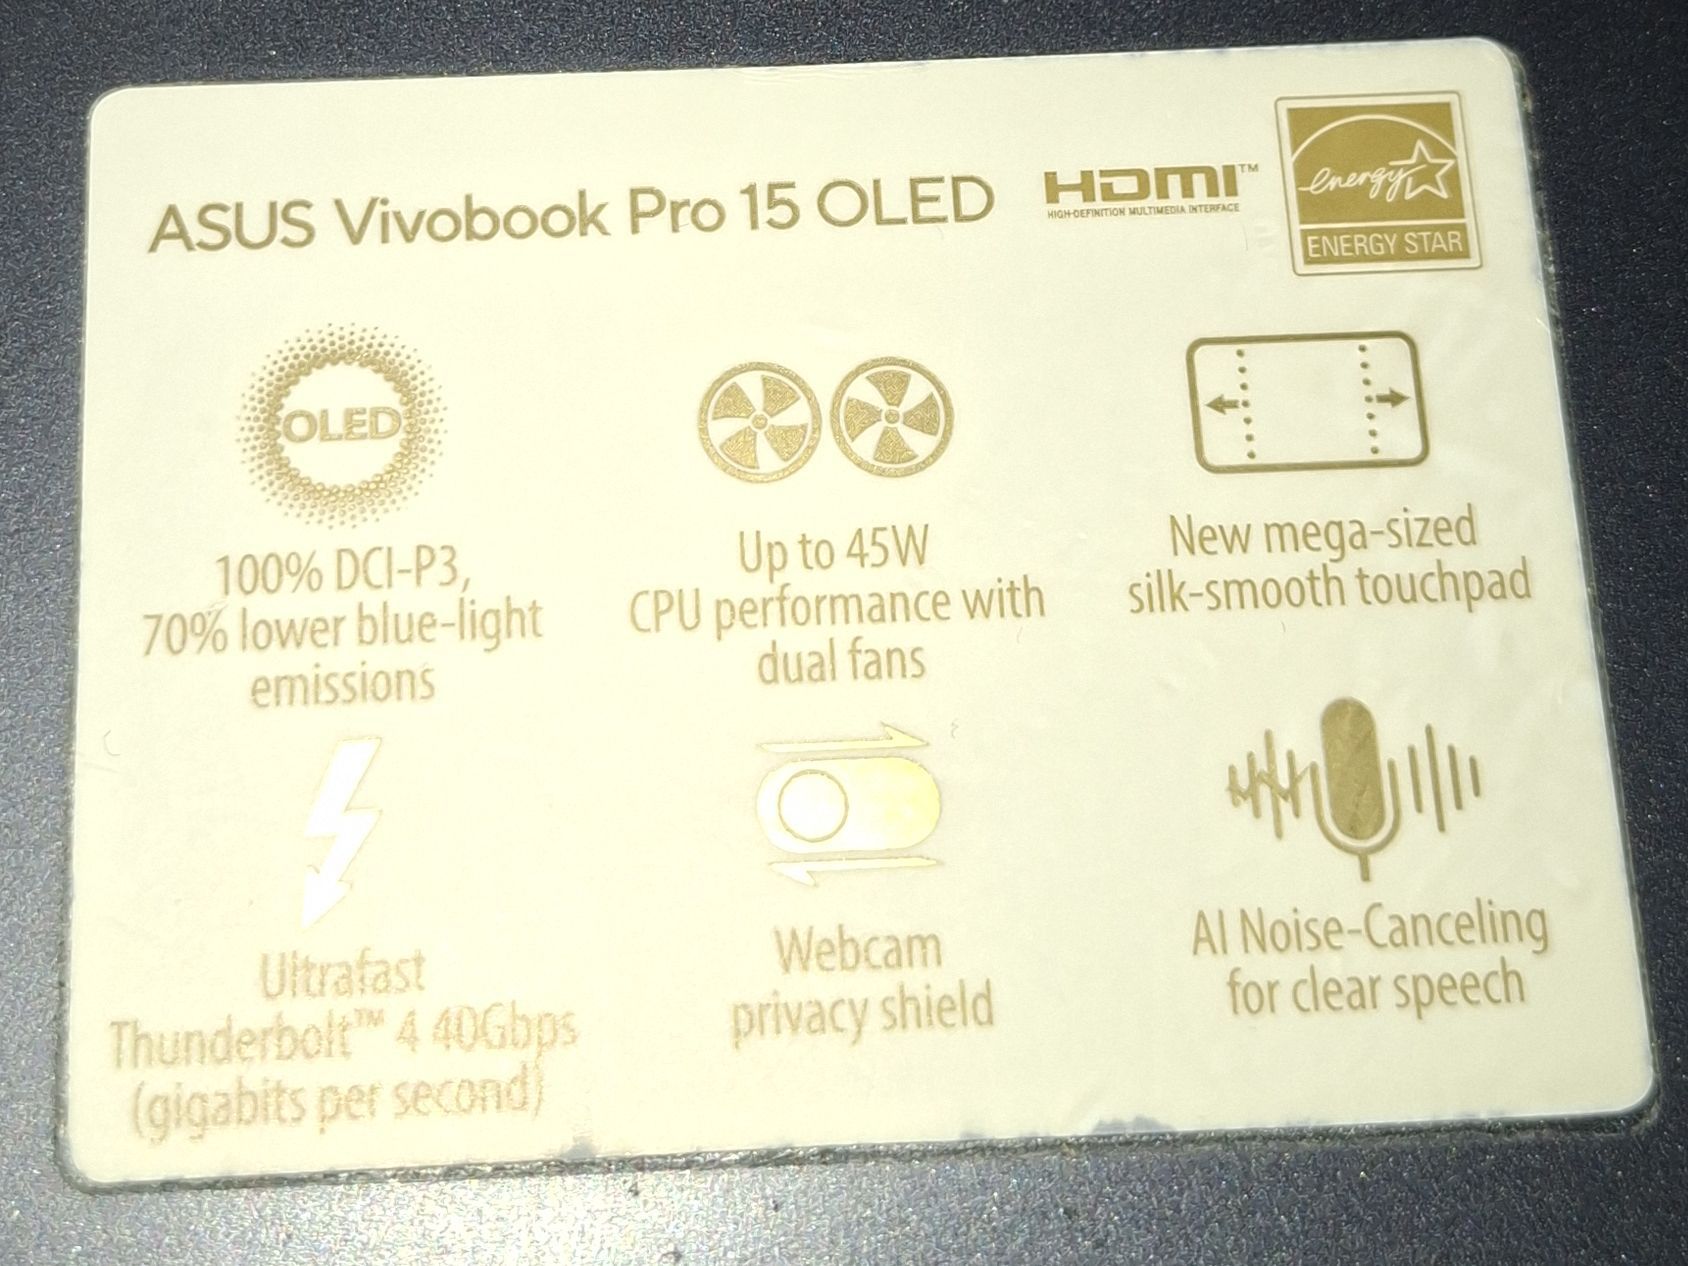 ASUS Vivobook Pro 15 OLED
HDMI™
HIGH-DEFINITION MULTIMEDIA INTERFACE
energy
ENERGY STAR
OLED
100% DCI-P3,
70% lower blue-light
emissions
Up to 45W
CPU performance with
dual fans
New mega-sized
silk-smooth touchpad
Ultrafast
Thunderbolt™ 4 40Gbps
(gigabits per second)
Webcam
privacy shield
AI Noise-Canceling
for clear speech